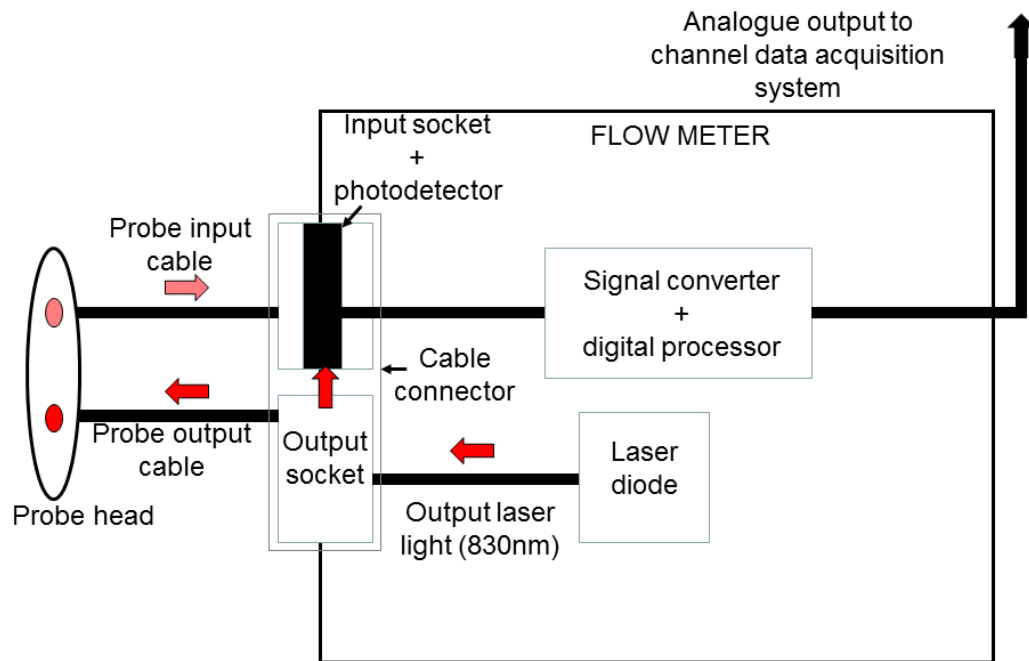 Analogue output to
channel data acquisition
system
FLOW METER
Input socket
+
photodetector
Probe input
cable
Signal converter
+
digital processor
Cable
connector
Probe output
cable
Output
socket
Laser
diode
Output laser
light (830nm)
Probe head